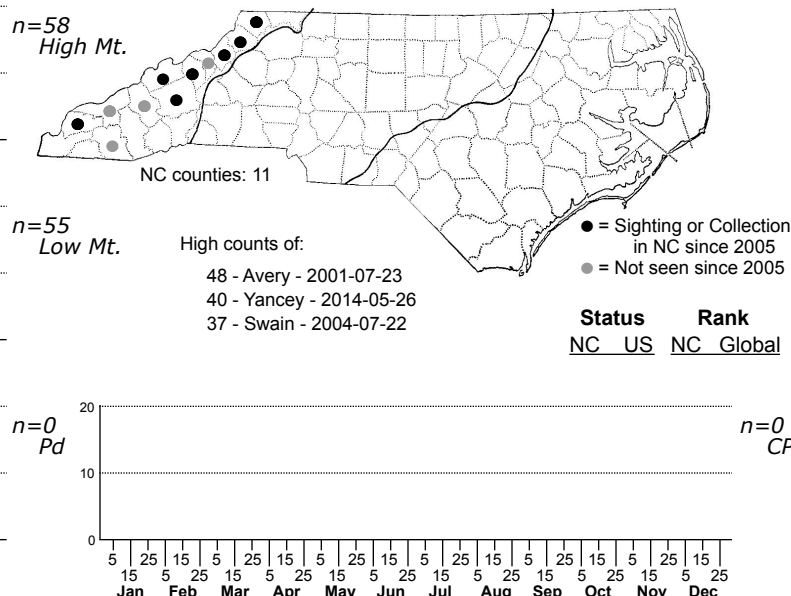 n=58
High Mt.
NC counties: 11
n=55
Low Mt.
High counts of:
48 - Avery - 2001-07-23
40 - Yancey - 2014-05-26
37 - Swain - 2004-07-22
= Sighting or Collection
in NC since 2005
= Not seen since 2005
Status Rank
NC US NC Global
n=0
Pd
20
10
0
n=0
CP
5 25 15 5 25 15 5 25 15 5 25 15 5 25 15 5 25 15
15 5 25 15 5 25 15 5 25 15 5 25 15 5 25 15 5 25
Jan Feb Mar Apr May Jun Jul Aug Sep Oct Nov Dec